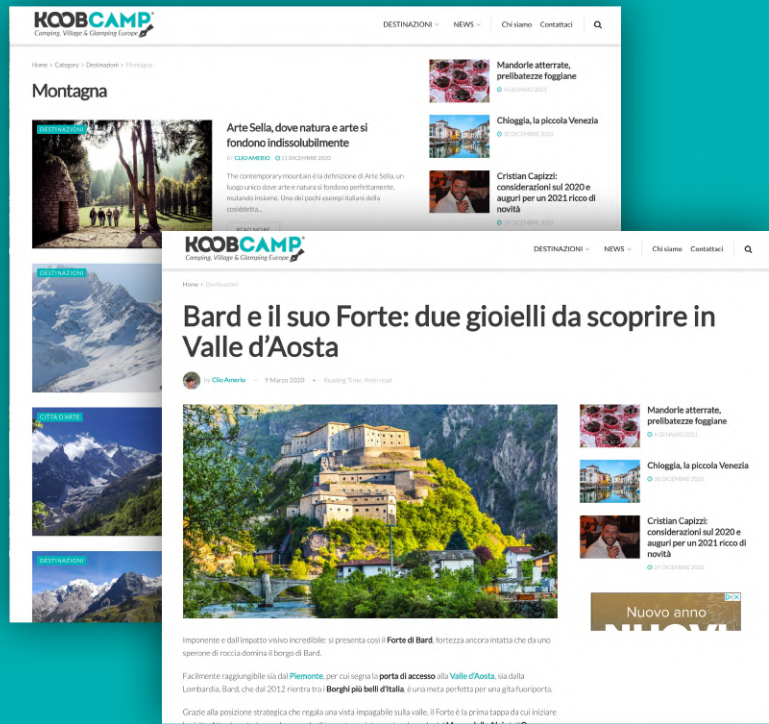 KOOBCAMP
Camping, Village & Glamping Europe
DESTINAZIONI
NEWS
Chi siamo
Contattaci
Home > Category > Destinazioni > Montagna
Montagna
DESTINAZIONI
Arte Sella, dove natura e arte si
fondono indissolubilmente
BY CLIO AMERIO 11 DICEMBRE 2020
The contemporary mountain è la definizione di Arte Sella, un
luogo unico dove arte e natura si fondono perfettamente,
mutando insieme. Uno dei pochi esempi italiani della
cosiddetta...
READ MORE
Mandorle atterrate,
prelibatezze foggiane
4 GENNAIO 2021
Chioggia, la piccola Venezia
30 DICEMBRE 2020
Cristian Capizzi:
considerazioni sul 2020 e
auguri per un 2021 ricco di
novità
29 DICEMBRE 2020
DESTINAZIONI
CITTÀ D'ARTE
DESTINAZIONI
KOOBCAMP
Camping, Village & Glamping Europe
DESTINAZIONI
NEWS
Chi siamo
Contattaci
Home > Destinazioni
Bard e il suo Forte: due gioielli da scoprire in
Valle d'Aosta
by Clio Amerio — 9 Marzo 2020 • Reading Time: 4min read
Mandorle atterrate,
prelibatezze foggiane
4 GENNAIO 2021
Chioggia, la piccola Venezia
30 DICEMBRE 2020
Cristian Capizzi:
considerazioni sul 2020 e
auguri per un 2021 ricco di
novità
29 DICEMBRE 2020
Nuovo anno
NUOVI
Imponente e dall'impatto visivo incredibile: si presenta così il Forte di Bard, fortezza ancora intatta che da uno
sperone di roccia domina il borgo di Bard.
Facilmente raggiungibile sia dal Piemonte, per cui segna la porta di accesso alla Valle d'Aosta, sia dalla
Lombardia, Bard, che dal 2012 rientra tra i Borghi più belli d'Italia, è una meta perfetta per una gita fuoriporta.
Grazie alla posizione strategica che regala una vista impagabile sulla valle, il Forte è la prima tappa da cui iniziare